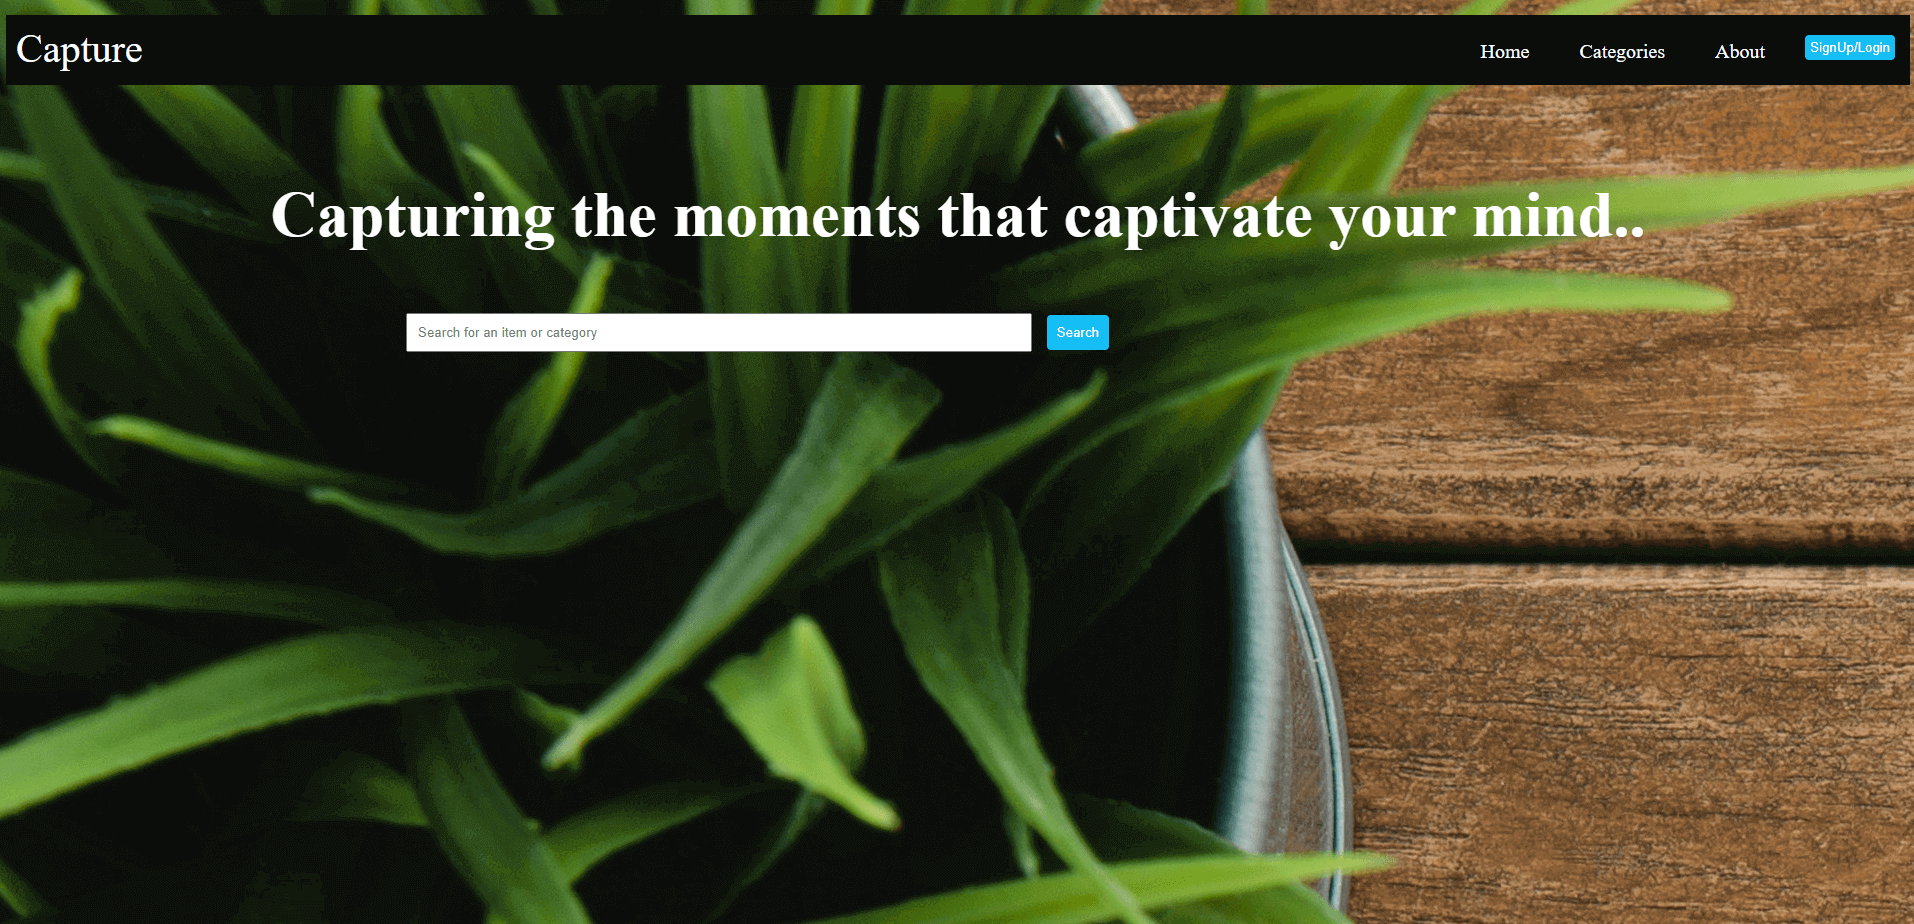 Capture
Home Categories About SignUp/Login
Capturing the moments that captivate your mind..
Search for an item or category Search